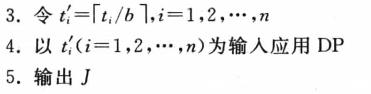 3. 令 t′ᵢ=⌈tᵢ/b⌉,i=1,2,⋯,n
4. 以 t′ᵢ(i=1,2,⋯,n)为输入应用 DP
5. 输出 J